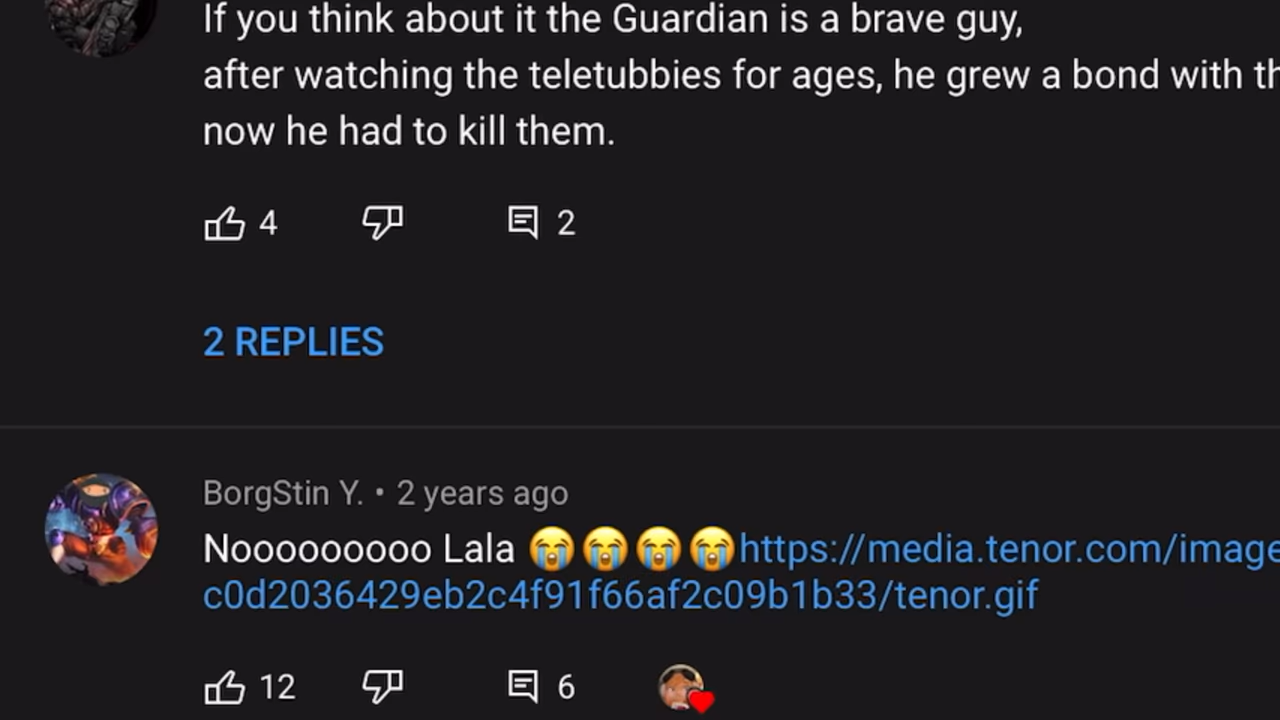 If you think about it the Guardian is a brave guy,
after watching the teletubbies for ages, he grew a bond with
now he had to kill them.
4 2
2 REPLIES
BorgStin Y. • 2 years ago
Nooooooooo Lala 😭😭😭😭https://media.tenor.com/image
c0d2036429eb2c4f91f66af2c09b1b33/tenor.gif
12 6